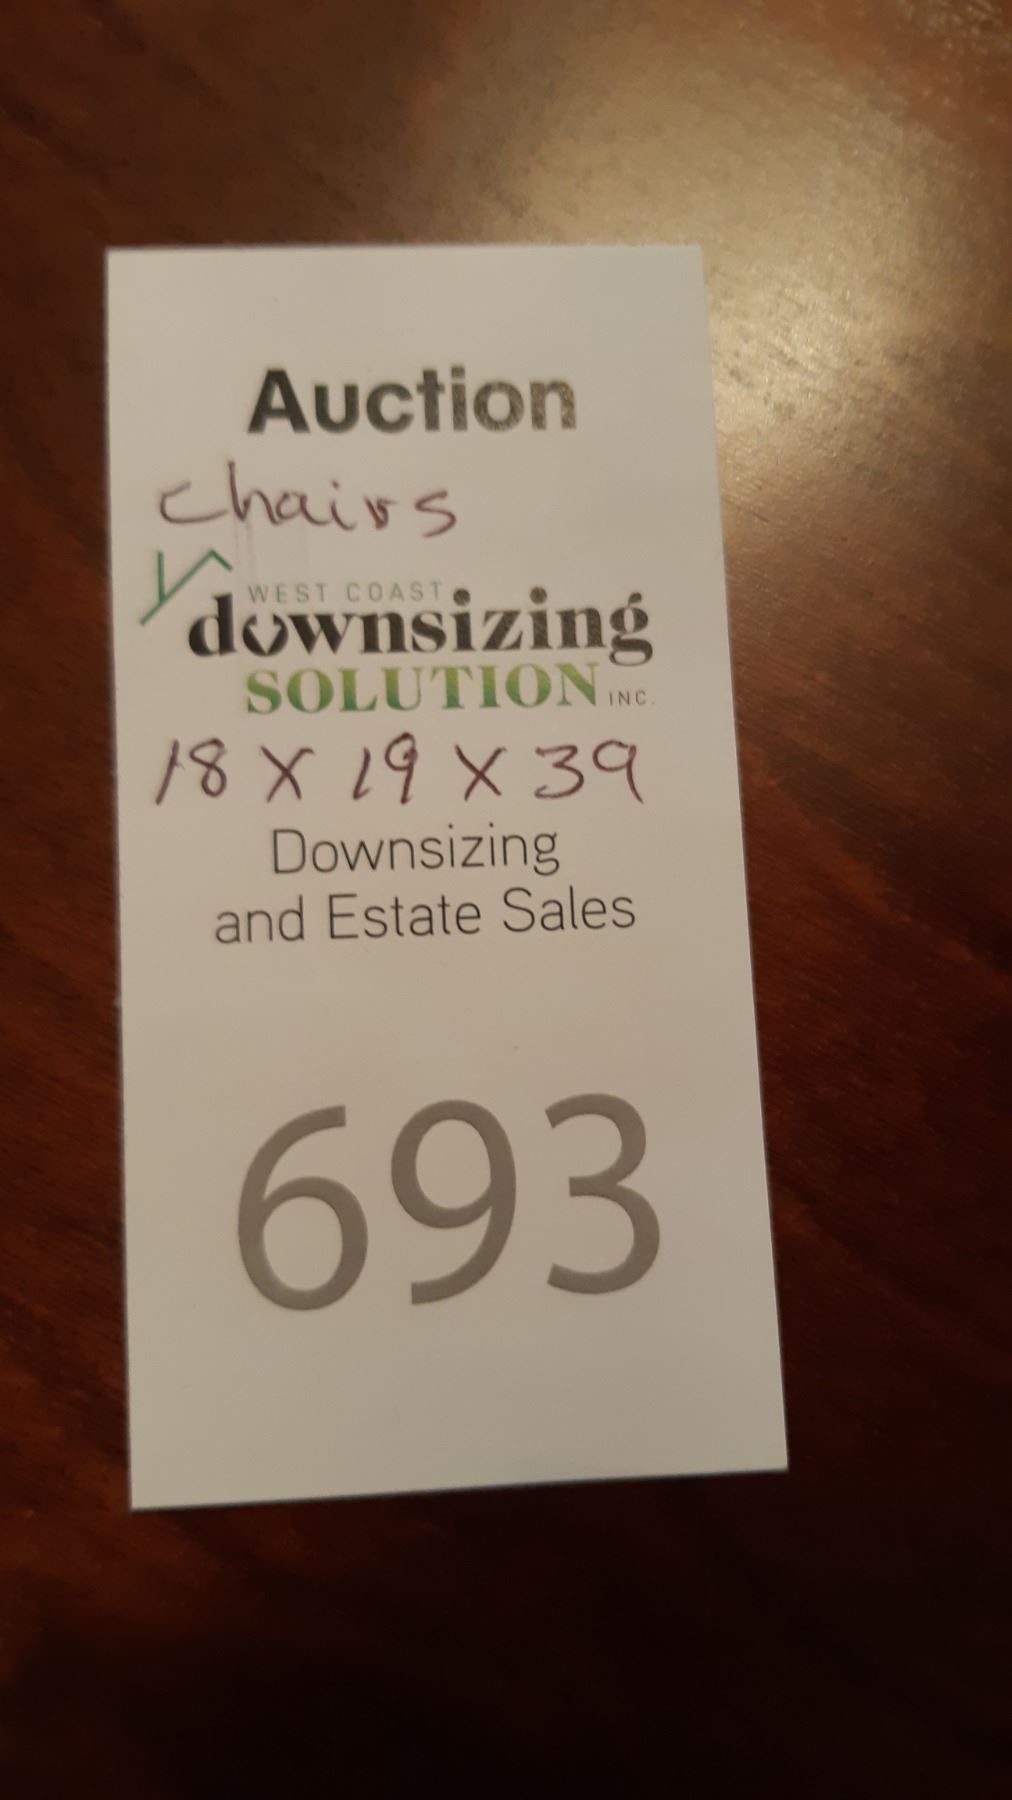 Auction
chairs
WEST COAST
downsizing
SOLUTION INC.
18 X 19 X 39
Downsizing
and Estate Sales
693